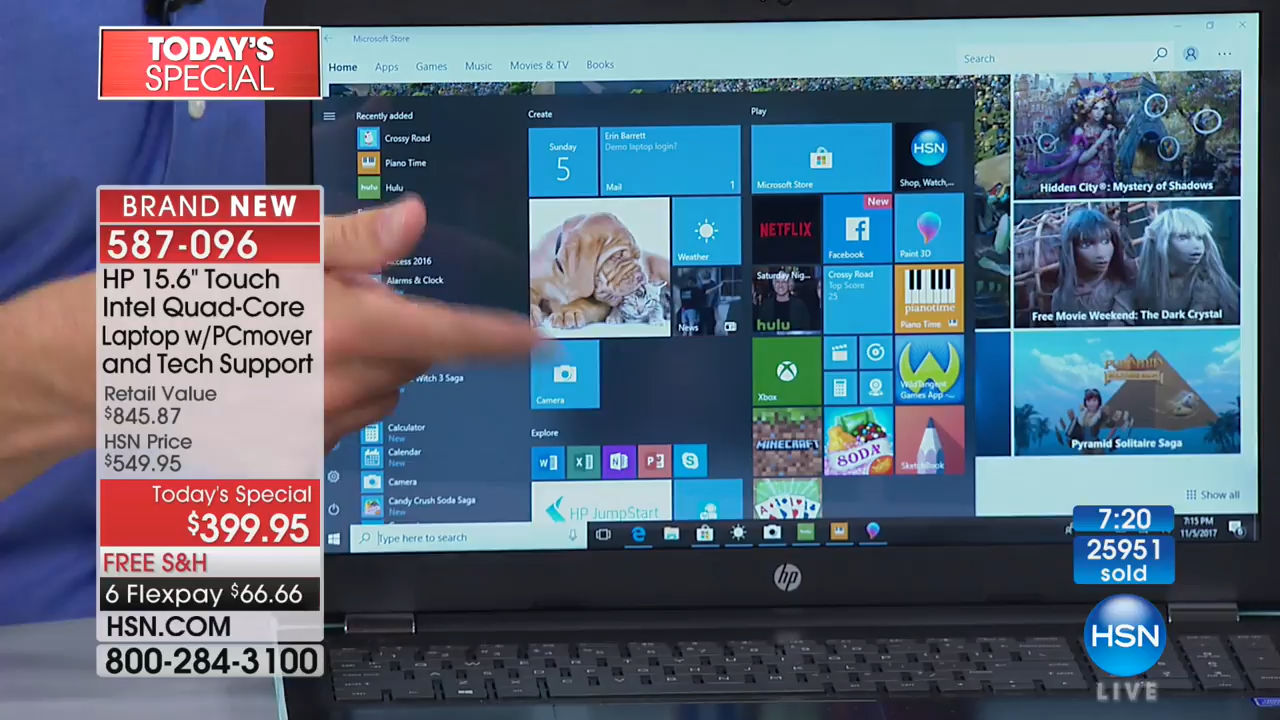 TODAY'S
SPECIAL
BRAND NEW
587-096
HP 15.6" Touch
Intel Quad-Core
Laptop w/PCmover
and Tech Support
Retail Value
$845.87
HSN Price
$549.95
Today's Special
$399.95
FREE S&H
6 Flexpay $66.66
HSN.COM
800-284-3100
Microsoft Store
Home Apps Games Music Movies & TV Books
Search
Recently added
Crossy Road
Piano Time
hulu Hulu
Access 2016
Alarms & Clock
Witch 3 Saga
Calculator
New
Calendar
New
Camera
Candy Crush Soda Saga
New
Type here to search
Create
Sunday
5
Erin Barrett
Demo laptop login?
Mail 1
Weather
News
Camera
Explore
HP JumpStart
Play
Microsoft Store
HSN
Shop, Watch,...
NETFLIX
New
Facebook
Paint 3D
Saturday Nig...
hulu
Crossy Road
Top Score
25
pianotime
Piano Time
Xbox
WildTangent
Games App -...
MINECRAFT
SODA
SketchBook
Hidden City®: Mystery of Shadows
Free Movie Weekend: The Dark Crystal
Pyramid Solitaire Saga
Show all
7:15 PM
11/5/2017
hp
7:20
25951
sold
HSN
LIVE